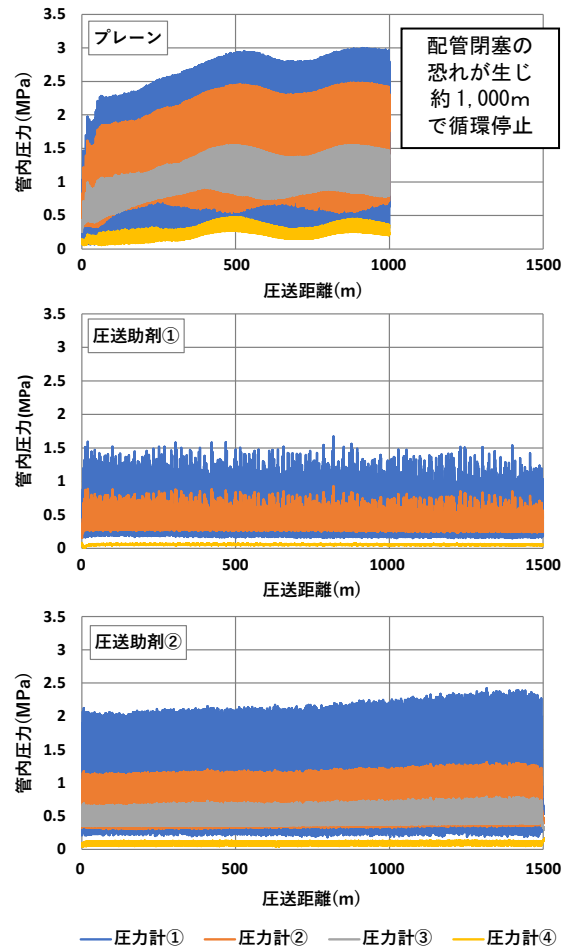 プレーン
配管閉塞の
恐れが生じ
約1,000m
で循環停止
管内圧力(MPa)
3.5
3
2.5
2
1.5
1
0.5
0
0 500 1000 1500
圧送距離(m)
圧送助剤①
管内圧力(MPa)
3.5
3
2.5
2
1.5
1
0.5
0
0 500 1000 1500
圧送距離(m)
圧送助剤②
管内圧力(MPa)
3.5
3
2.5
2
1.5
1
0.5
0
0 500 1000 1500
圧送距離(m)
圧力計① 圧力計② 圧力計③ 圧力計④